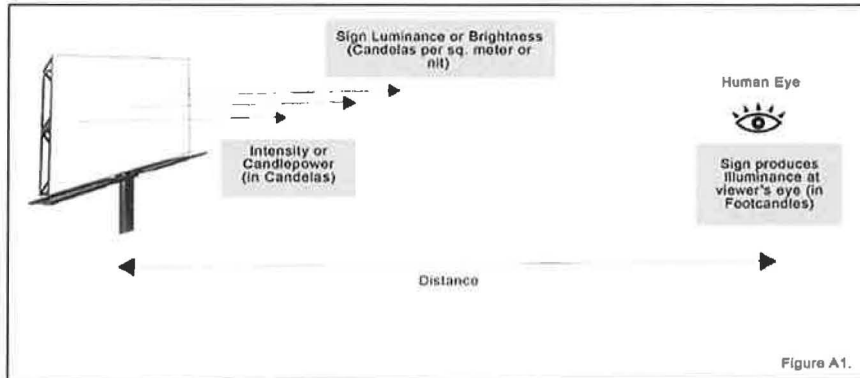 Sign Luminance or Brightness
(Candelas per sq. meter or
nit)
Human Eye
Intensity or
Candlepower
(in Candelas)
Sign produces
Illuminance at
viewer's eye (in
Footcandles)
Distance
Figure A1.